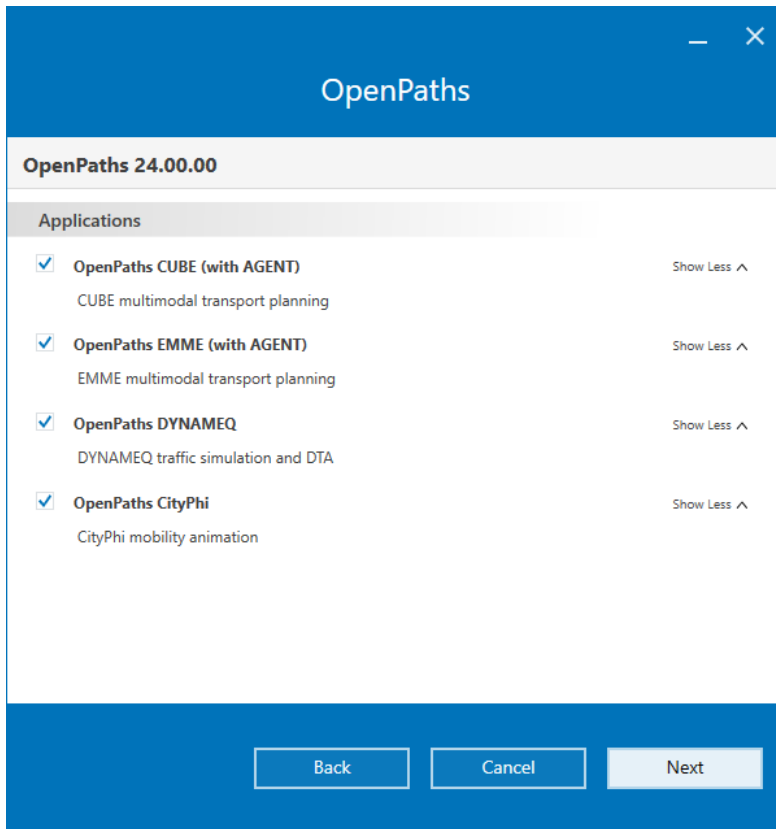 OpenPaths
OpenPaths 24.00.00
Applications
OpenPaths CUBE (with AGENT)
Show Less
CUBE multimodal transport planning
OpenPaths EMME (with AGENT)
Show Less
EMME multimodal transport planning
OpenPaths DYNAMEQ
Show Less
DYNAMEQ traffic simulation and DTA
OpenPaths CityPhi
Show Less
CityPhi mobility animation
Back
Cancel
Next